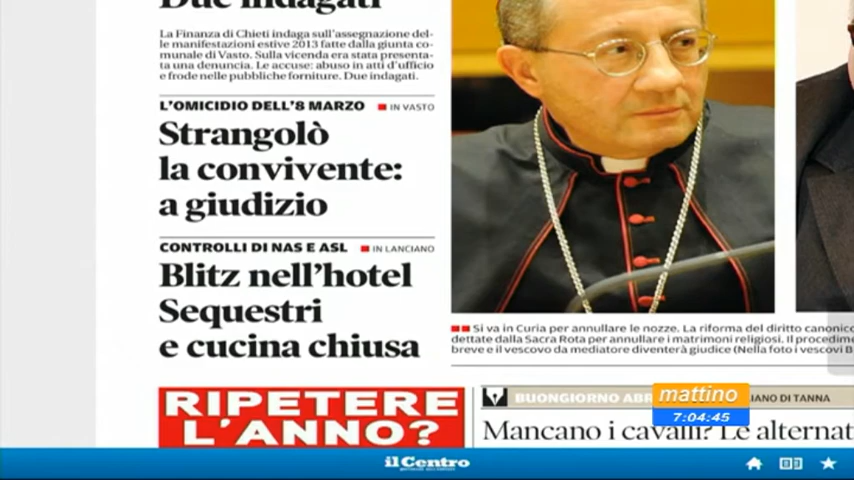 Due indagati
La Finanza di Chieti indaga sull'assegnazione del-
le manifestazioni estive 2013 fatte dalla giunta co-
munale di Vasto. Sulla vicenda era stata presenta-
ta una denuncia. Le accuse: abuso in atti d'ufficio
e frode nelle pubbliche forniture. Due indagati.
L'OMICIDIO DELL'8 MARZO IN VASTO
Strangolò
la convivente:
a giudizio
CONTROLLI DI NAS E ASL IN LANCIANO
Blitz nell'hotel
Sequestri
e cucina chiusa
Si va in Curia per annullare le nozze. La riforma del diritto canonico
dettate dalla Sacra Rota per annullare i matrimoni religiosi. Il procedime
breve e il vescovo da mediatore diventerà giudice (Nella foto i vescovi B
RIPETERE
L'ANNO?
BUONGIORNO ABR IANO DI TANNA
Mancano i cavalli? Le alternat
mattino
7:04:45
il Centro